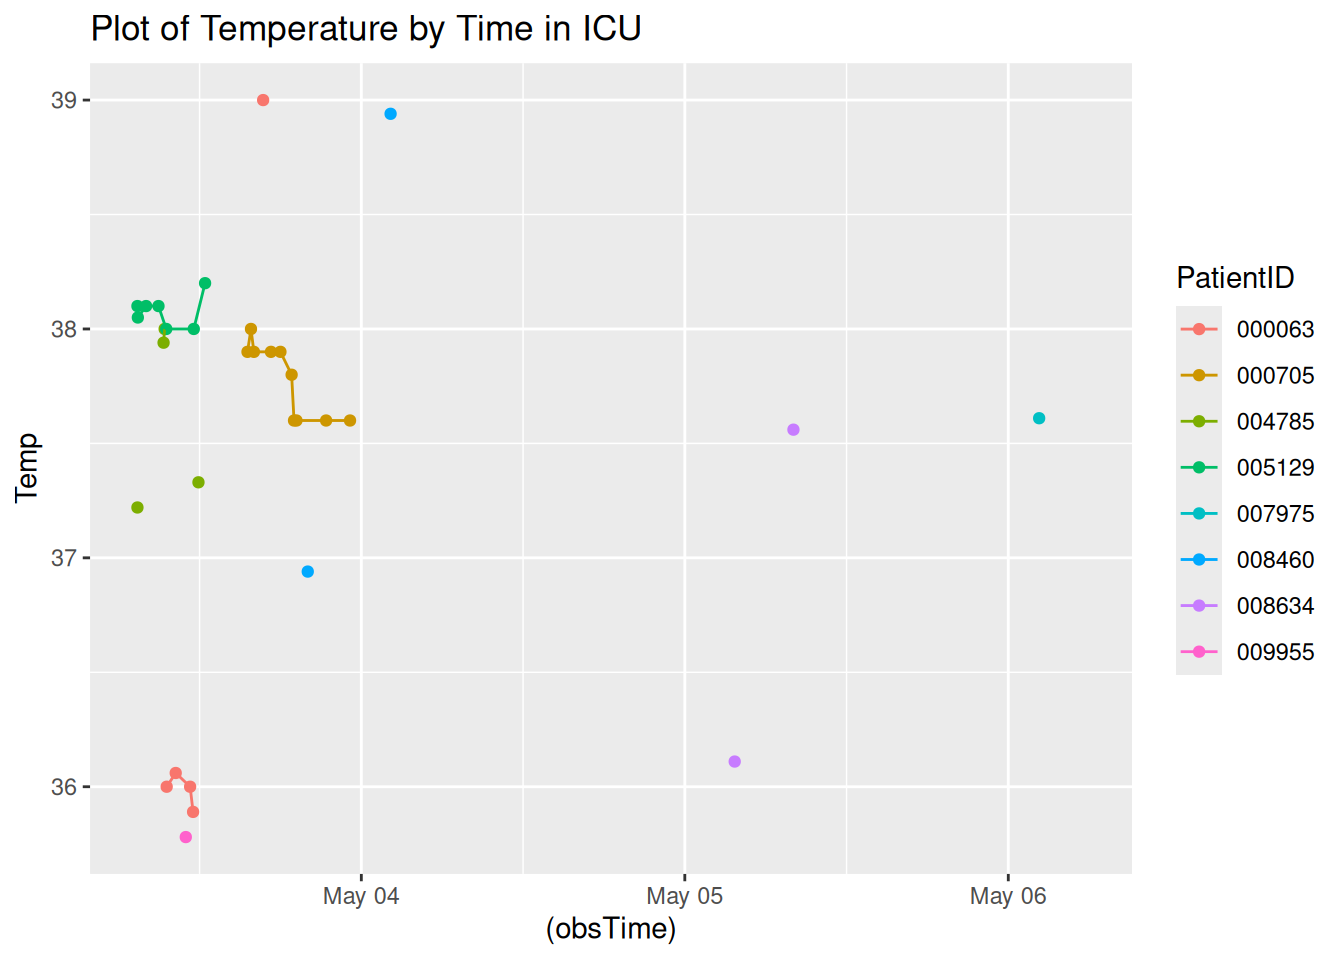 Plot of Temperature by Time in ICU
39
38
37
36
Temp
May 04
May 05
May 06
(obsTime)
PatientID
000063
000705
004785
005129
007975
008460
008634
009955